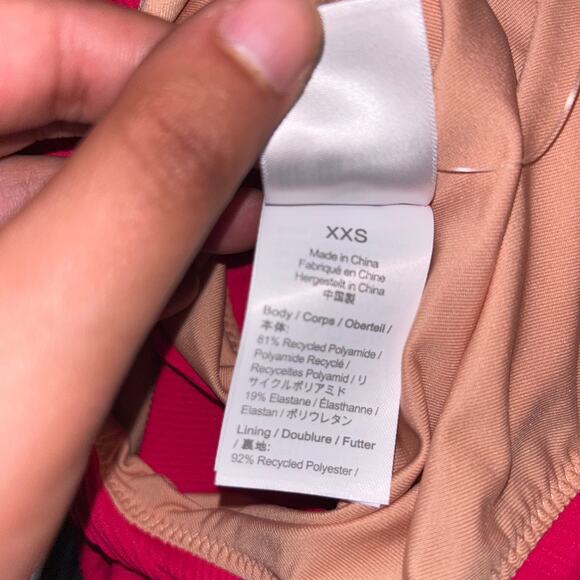 XXS
Made in China
Fabriqué en Chine
Hergestellt in China
中国製
Body / Corps / Oberteil /
本体:
81% Recycled Polyamide /
Polyamide Recyclé /
Recyceltes Polyamid / リ
サイクルポリアミド
19% Elastane / Élasthanne /
Elastan / ポリウレタン
Lining / Doublure / Futter
/ 裏地:
92% Recycled Polyester /